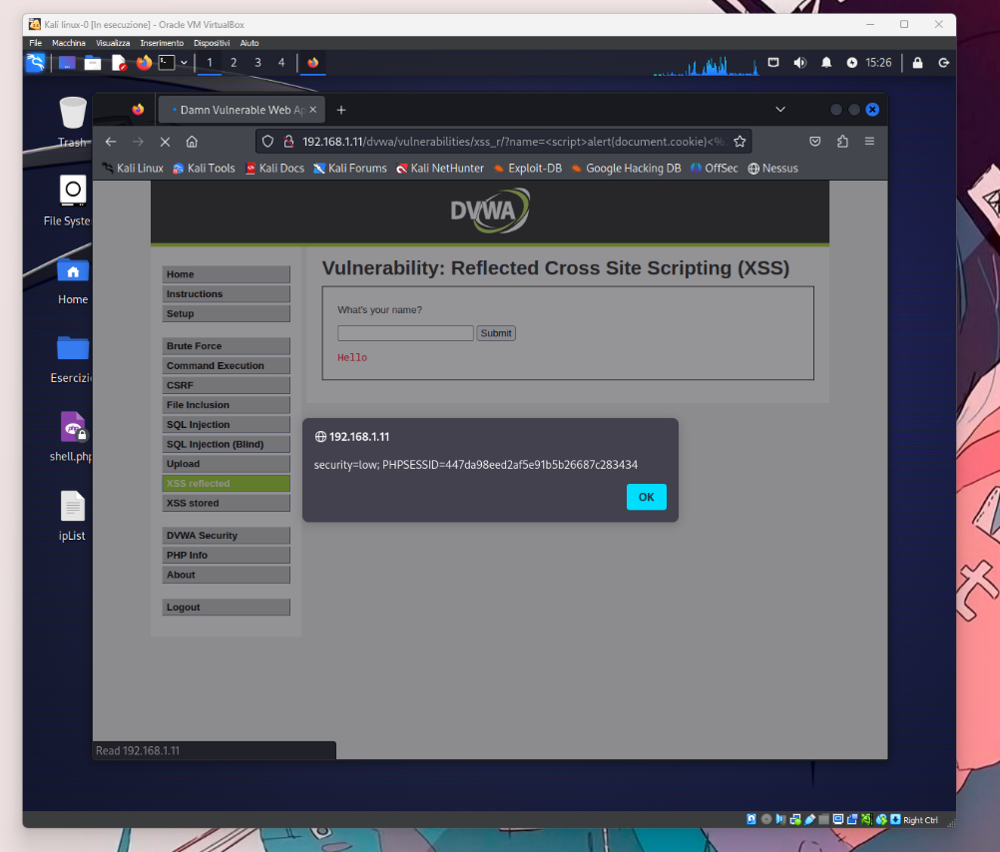 Kali linux-0 [In esecuzione] - Oracle VM VirtualBox
File Macchina Visualizza Inserimento Dispositivi Aiuto
1 2 3 4 15:26
Damn Vulnerable Web Ap
192.168.1.11/dvwa/vulnerabilities/xss_r/?name=<script>alert(document.cookie)<%
Kali Linux Kali Tools Kali Docs Kali Forums Kali NetHunter Exploit-DB Google Hacking DB OffSec Nessus
Trash
File Syste
Home
Esercizi
shell.php
ipList
DVWA
Home
Instructions
Setup
Brute Force
Command Execution
CSRF
File Inclusion
SQL Injection
SQL Injection (Blind)
Upload
XSS reflected
XSS stored
DVWA Security
PHP Info
About
Logout
Vulnerability: Reflected Cross Site Scripting (XSS)
What's your name?
Submit
Hello
192.168.1.11
security=low; PHPSESSID=447da98eed2af5e91b5b26687c283434
OK
Read 192.168.1.11
Right Ctrl